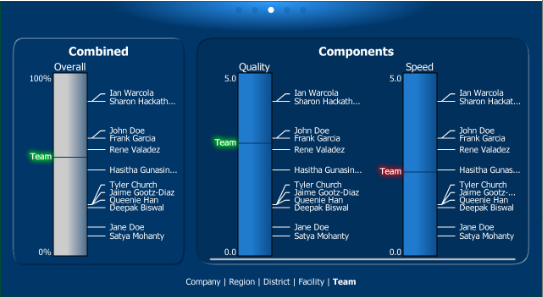 Combined
Overall
100%
Ian Warcola
Sharon Hackath...
John Doe
Frank Garcia
Rene Valadez
Team
Hasitha Gunasin...
Tyler Church
Jaime Gootz-Diaz
Queenie Han
Deepak Biswal
Jane Doe
Satya Mohanty
0%
Components
Quality
5.0
Ian Warcola
Sharon Hackath...
John Doe
Frank Garcia
Team
Rene Valadez
Hasitha Gunasin...
Tyler Church
Jaime Gootz-Diaz
Queenie Han
Deepak Biswal
Jane Doe
Satya Mohanty
0.0
Speed
5.0
Ian Warcola
Sharon Hackat...
John Doe
Frank Garcia
Rene Valadez
Team
Hasitha Gunas...
Tyler Church
Jaime Gootz-...
Queenie Han
Deepak Biswal
Jane Doe
Satya Mohanty
0.0
Company | Region | District | Facility | Team